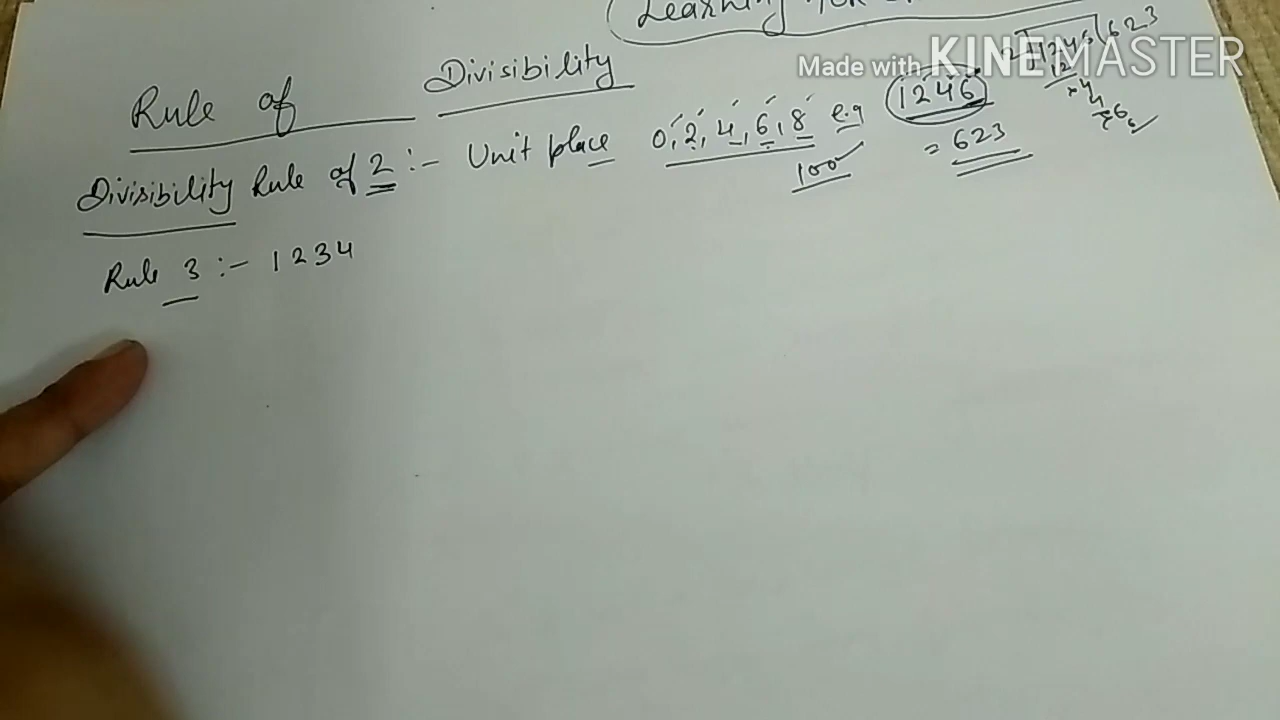 Learning
Made with KINEMASTER
Rule of Divisibility
Divisibility Rule of 2 :- Unit place 0, 2, 4, 6, 8 e.g 1246
100 = 623
623
Rule 3 :- 1234